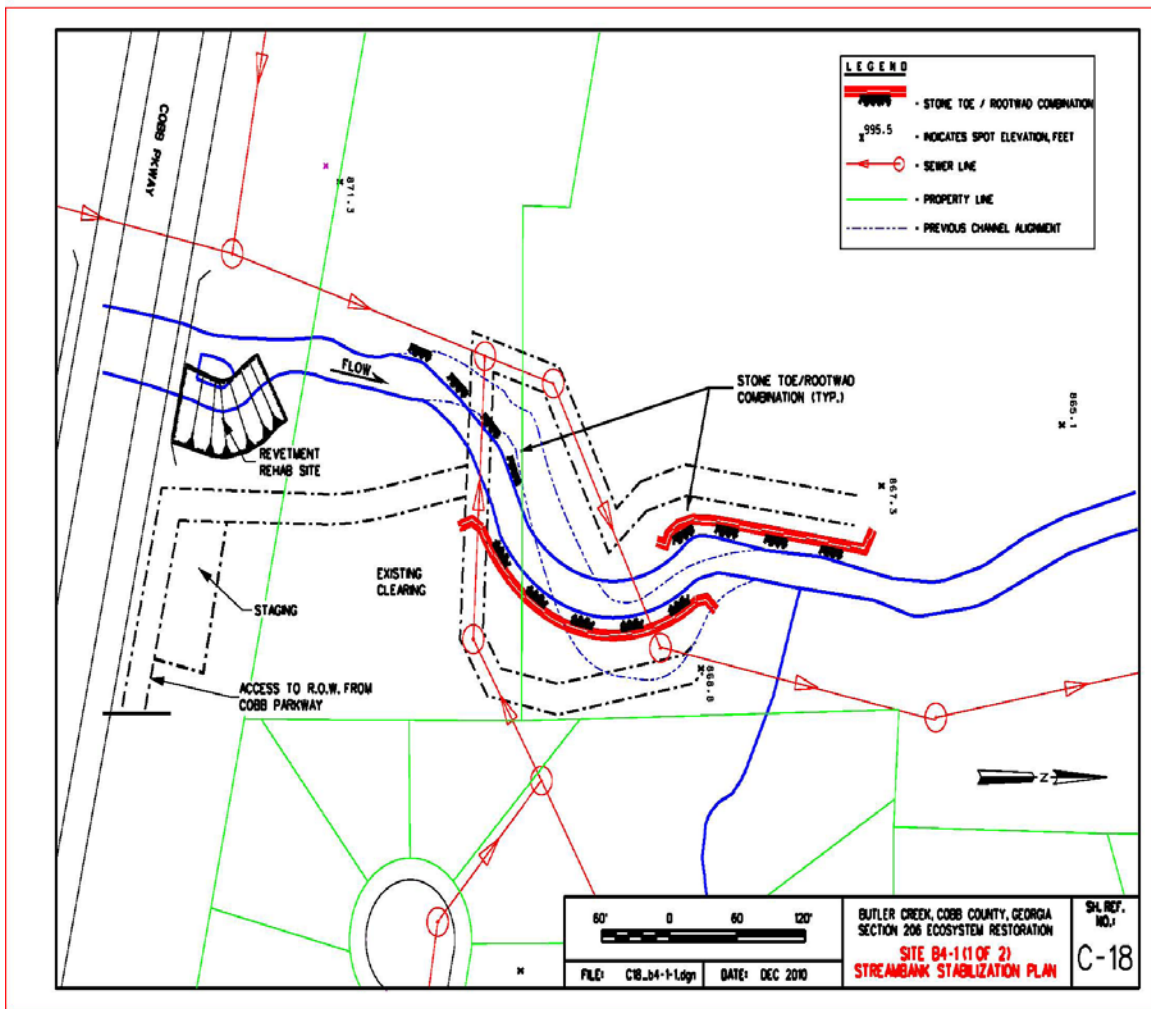 LEGEND
- STONE TOE / ROOTWAD COMBINATION
995.5
x
- INDICATES SPOT ELEVATION, FEET
- SEWER LINE
- PROPERTY LINE
- PREVIOUS CHANNEL ALIGNMENT
COBB PKWAY
x
x 871.3
FLOW
STONE TOE/ROOTWAD
COMBINATION (TYP.)
865.1
x
REVETMENT
REHAB SITE
x 867.3
EXISTING
CLEARING
STAGING
ACCESS TO R.O.W. FROM
COBB PARKWAY
x 868.8
N
x
60' 0 60 120'
FILE: C18_b4-1-1.dgn DATE: DEC 2010
BUTLER CREEK, COBB COUNTY, GEORGIA
SECTION 206 ECOSYSTEM RESTORATION
SITE B4-1 (1 OF 2)
STREAMBANK STABILIZATION PLAN
SH. REF.
NO.:
C-18